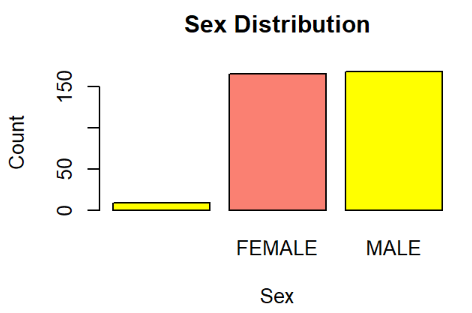 Sex Distribution
Count
150
50
0
FEMALE
MALE
Sex